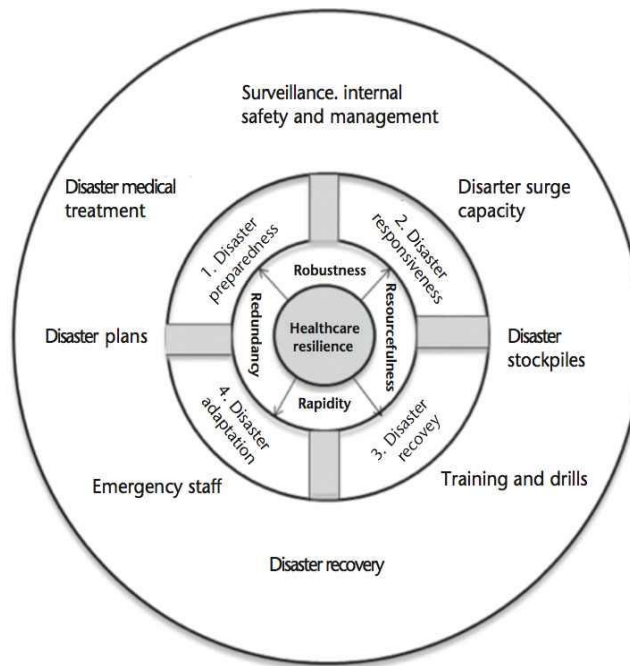 Surveillance. internal
safety and management
Disaster medical
treatment
Disarter surge
capacity
1. Disaster
preparedness
2. Disaster
responsiveness
Robustness
Redundancy
Resourcefulness
Healthcare
resilience
Disaster plans
Disaster
stockpiles
Rapidity
4. Disaster
adaptation
3. Disaster
recovey
Emergency staff
Training and drills
Disaster recovery